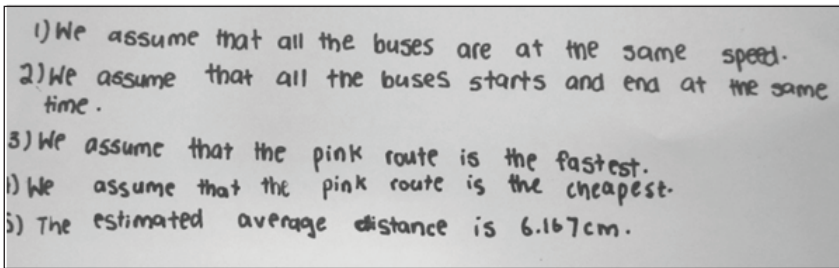 1) We assume that all the buses are at the same speed.
2) We assume that all the buses starts and end at the same
time.
3) We assume that the pink route is the fastest.
) We assume that the pink route is the cheapest.
5) The estimated average distance is 6.167cm.